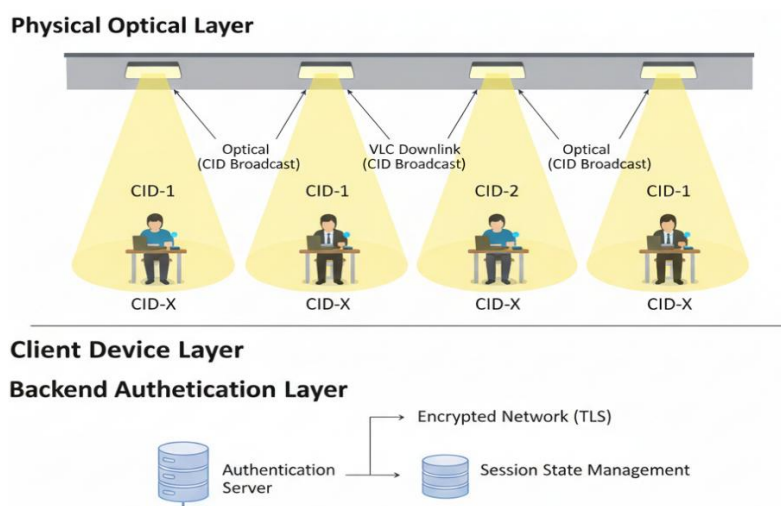 Physical Optical Layer
Optical
(CID Broadcast)
VLC Downlink
(CID Broadcast)
Optical
(CID Broadcast)
CID-1
CID-1
CID-2
CID-1
CID-X
CID-X
CID-X
CID-X
Client Device Layer
Backend Authetication Layer
Encrypted Network (TLS)
Authentication
Server
Session State Management